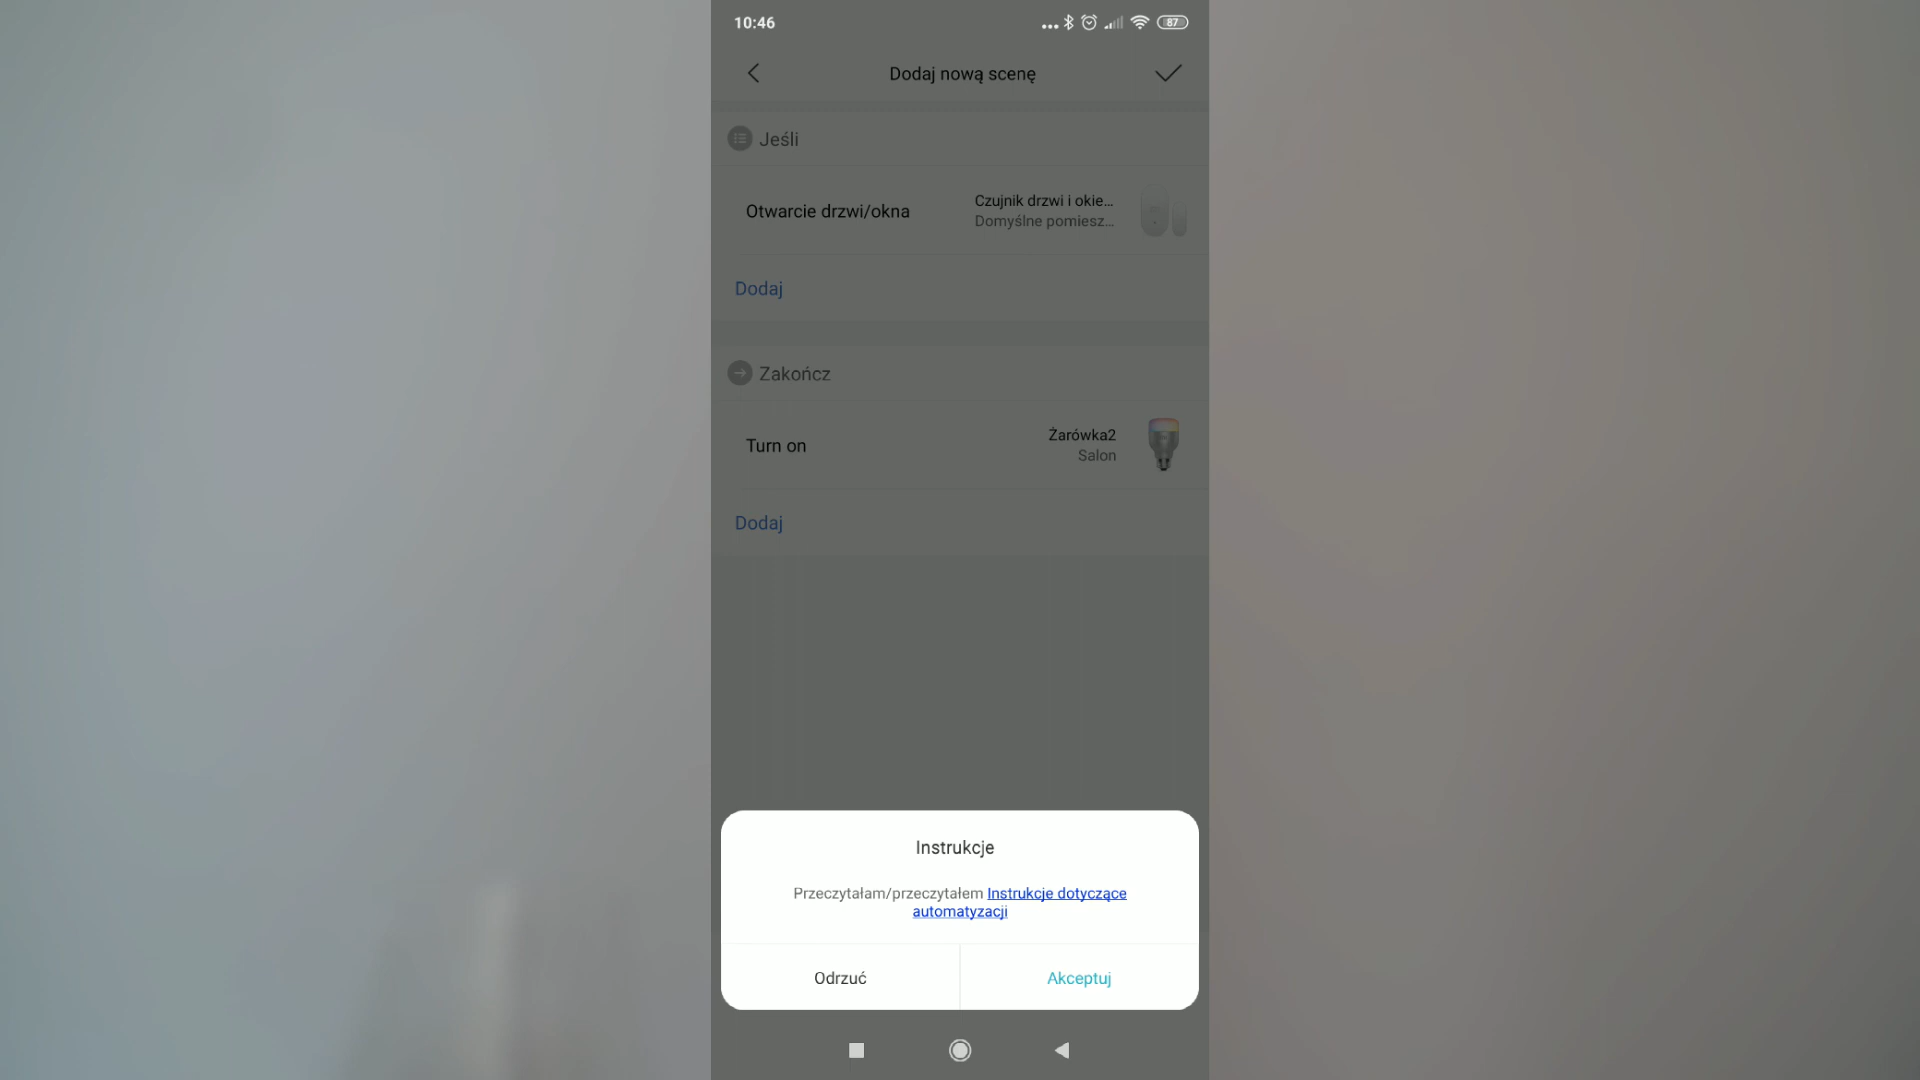 10:46
87
Dodaj nową scenę
Jeśli
Otwarcie drzwi/okna
Czujnik drzwi i okie...
Domyślne pomiesz...
Dodaj
Zakończ
Turn on
Żarówka2
Salon
Dodaj
Instrukcje
Przeczytałam/przeczytałem Instrukcje dotyczące
automatyzacji
Odrzuć
Akceptuj